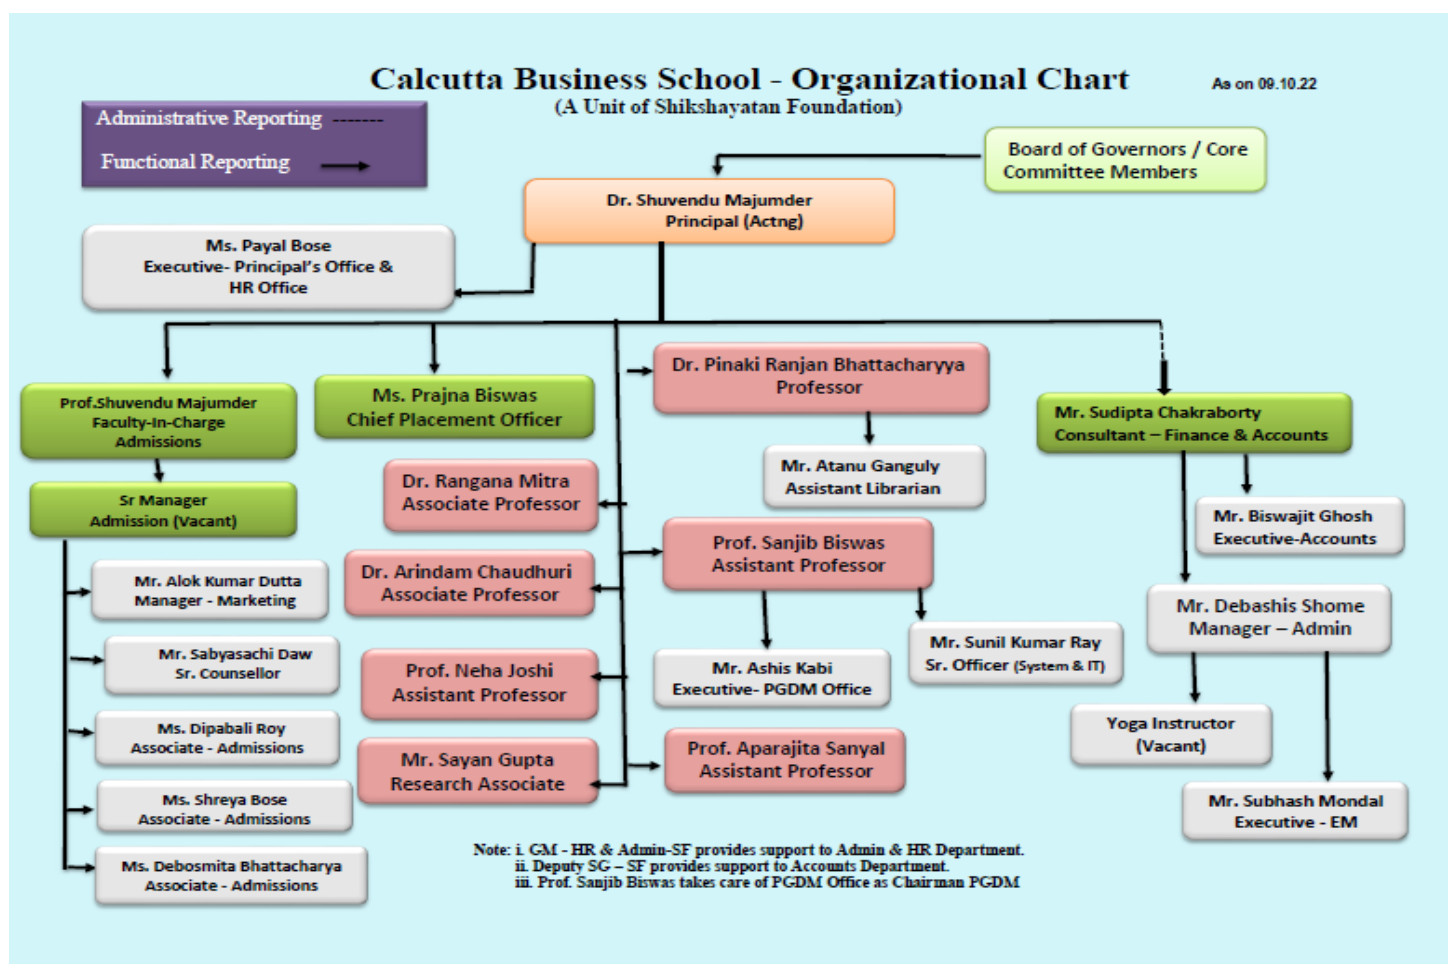 Calcutta Business School - Organizational Chart
As on 09.10.22
(A Unit of Shikshayatan Foundation)
Administrative Reporting -------
Functional Reporting
Board of Governors / Core
Committee Members
Dr. Shuvendu Majumder
Principal (Actng)
Ms. Payal Bose
Executive- Principal's Office &
HR Office
Prof.Shuvendu Majumder
Faculty-In-Charge
Admissions
Sr Manager
Admission (Vacant)
Mr. Alok Kumar Dutta
Manager - Marketing
Mr. Sabyasachi Daw
Sr. Counsellor
Ms. Dipabali Roy
Associate - Admissions
Ms. Shreya Bose
Associate - Admissions
Ms. Debosmita Bhattacharya
Associate - Admissions
Ms. Prajna Biswas
Chief Placement Officer
Dr. Rangana Mitra
Associate Professor
Dr. Arindam Chaudhuri
Associate Professor
Prof. Neha Joshi
Assistant Professor
Mr. Sayan Gupta
Research Associate
Dr. Pinaki Ranjan Bhattacharyya
Professor
Mr. Atanu Ganguly
Assistant Librarian
Prof. Sanjib Biswas
Assistant Professor
Mr. Ashis Kabi
Executive- PGDM Office
Mr. Sunil Kumar Ray
Sr. Officer (System & IT)
Prof. Aparajita Sanyal
Assistant Professor
Mr. Sudipta Chakraborty
Consultant – Finance & Accounts
Mr. Biswajit Ghosh
Executive-Accounts
Mr. Debashis Shome
Manager – Admin
Yoga Instructor
(Vacant)
Mr. Subhash Mondal
Executive - EM
Note: i. GM - HR & Admin-SF provides support to Admin & HR Department.
ii. Deputy SG – SF provides support to Accounts Department.
iii. Prof. Sanjib Biswas takes care of PGDM Office as Chairman PGDM